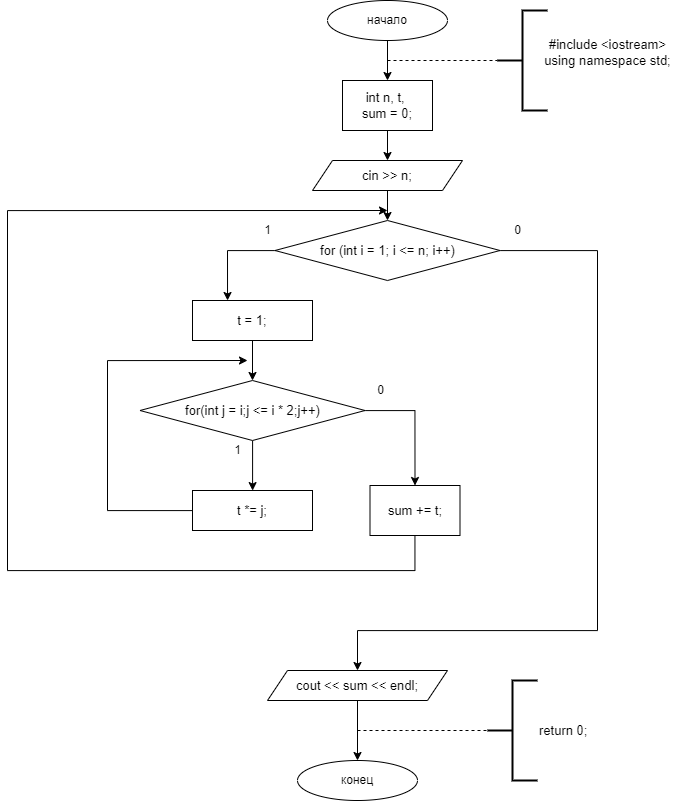 начало
#include <iostream>
using namespace std;
int n, t,
sum = 0;
cin >> n;
1
0
for (int i = 1; i <= n; i++)
t = 1;
0
for(int j = i;j <= i * 2;j++)
1
t *= j;
sum += t;
cout << sum << endl;
return 0;
конец